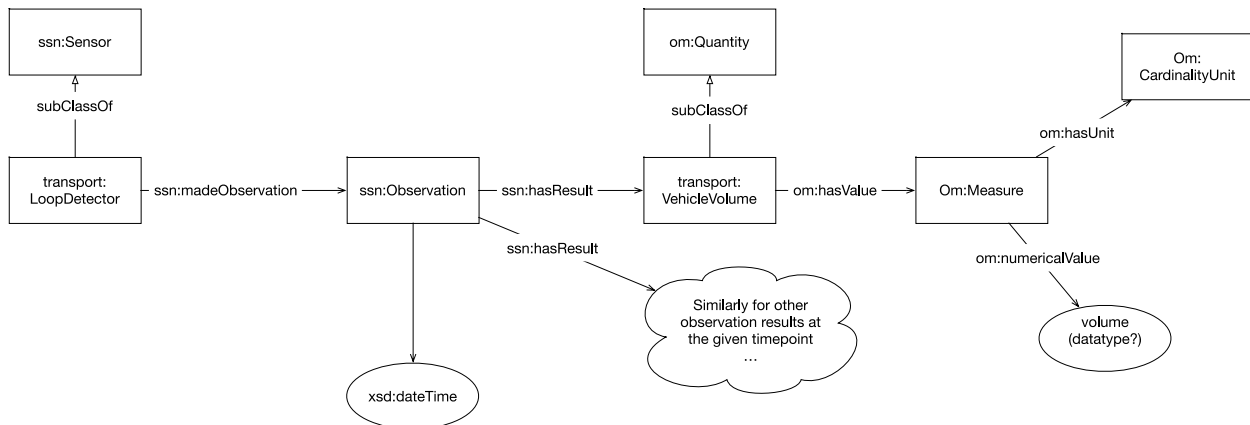 ssn:Sensor
om:Quantity
Om:
CardinalityUnit
subClassOf
subClassOf
om:hasUnit
transport:
LoopDetector
ssn:madeObservation
ssn:Observation
ssn:hasResult
transport:
VehicleVolume
om:hasValue
Om:Measure
ssn:hasResult
om:numericalValue
Similarly for other
observation results at
the given timepoint
...
volume
(datatype?)
xsd:dateTime